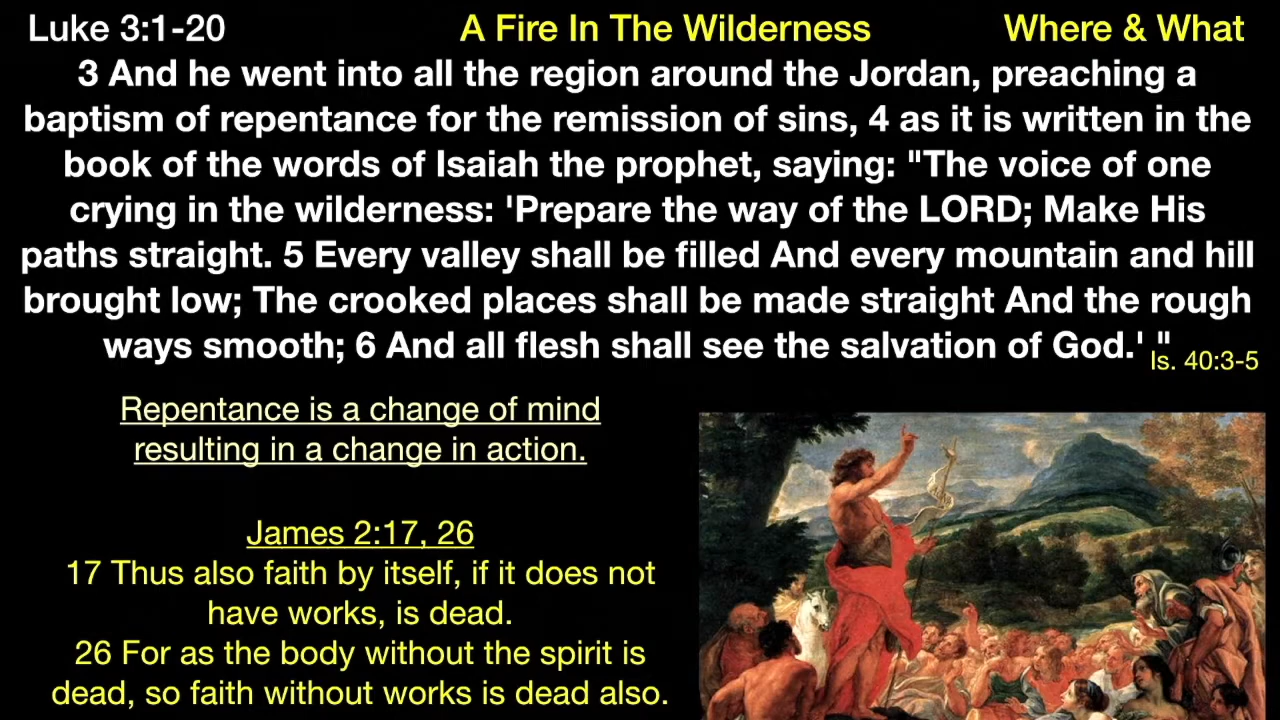 Luke 3:1-20 A Fire In The Wilderness Where & What
3 And he went into all the region around the Jordan, preaching a
baptism of repentance for the remission of sins, 4 as it is written in the
book of the words of Isaiah the prophet, saying: "The voice of one
crying in the wilderness: 'Prepare the way of the LORD; Make His
paths straight. 5 Every valley shall be filled And every mountain and hill
brought low; The crooked places shall be made straight And the rough
ways smooth; 6 And all flesh shall see the salvation of God.' "
Is. 40:3-5
Repentance is a change of mind
resulting in a change in action.
James 2:17, 26
17 Thus also faith by itself, if it does not
have works, is dead.
26 For as the body without the spirit is
dead, so faith without works is dead also.